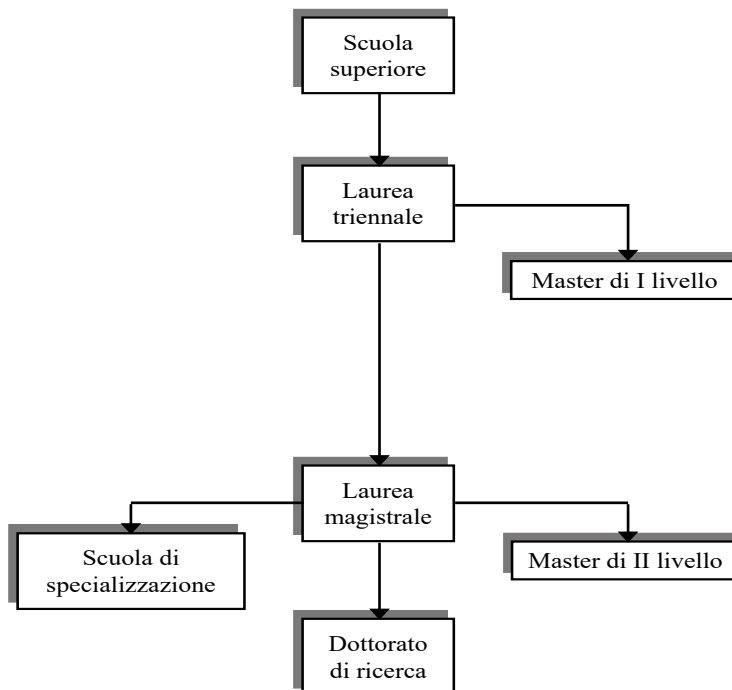 Scuola
superiore
Laurea
triennale
Master di I livello
Laurea
magistrale
Scuola di
specializzazione
Master di II livello
Dottorato
di ricerca